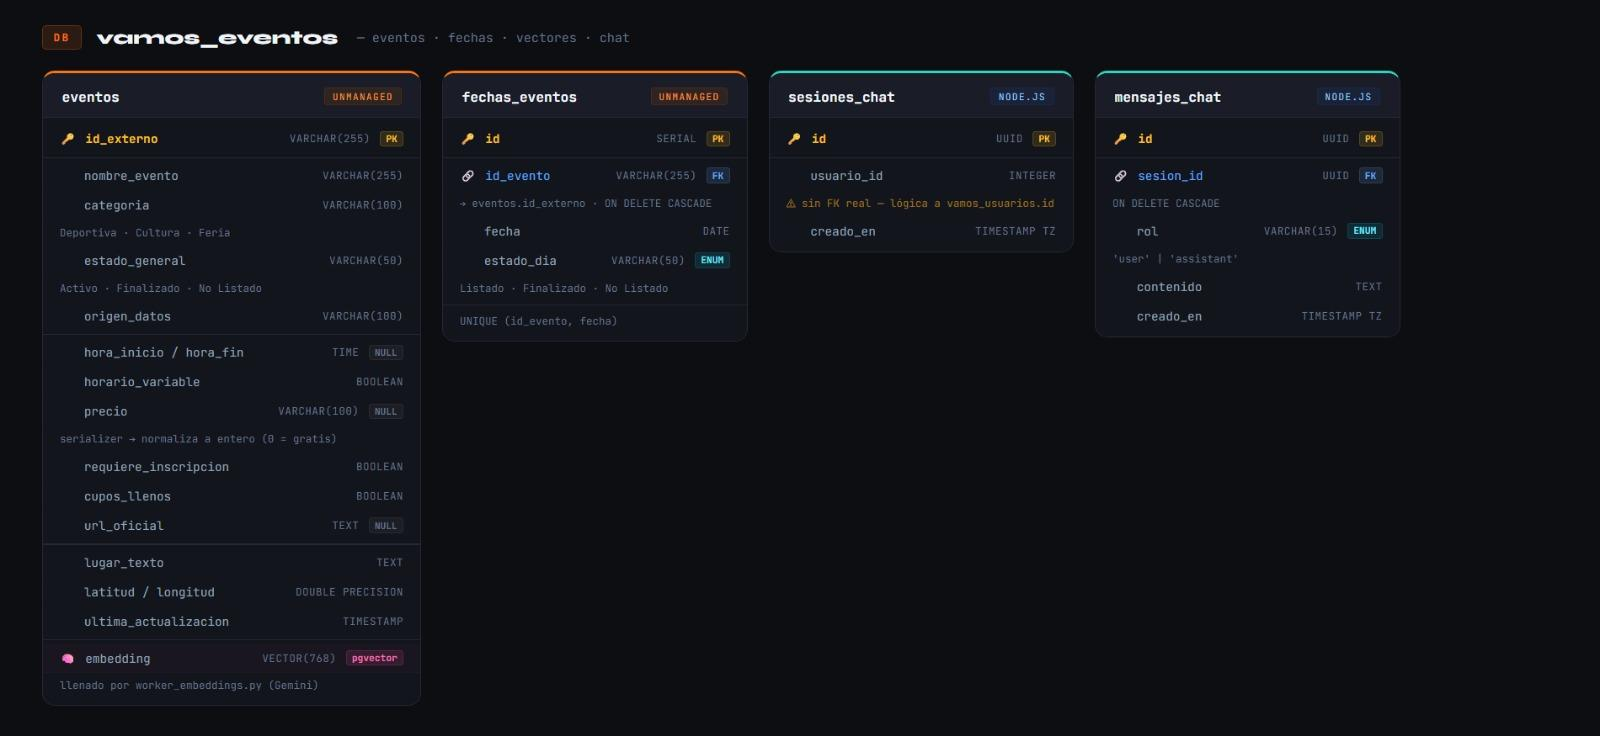 DB vamos_eventos — eventos · fechas · vectores · chat
eventos UNMANAGED
id_externo VARCHAR(255) PK
nombre_evento VARCHAR(255)
categoria VARCHAR(100)
Deportiva · Cultura · Feria
estado_general VARCHAR(50)
Activo · Finalizado · No Listado
origen_datos VARCHAR(100)
hora_inicio / hora_fin TIME NULL
horario_variable BOOLEAN
precio VARCHAR(100) NULL
serializer → normaliza a entero (0 = gratis)
requiere_inscripcion BOOLEAN
cupos_llenos BOOLEAN
url_oficial TEXT NULL
lugar_texto TEXT
latitud / longitud DOUBLE PRECISION
ultima_actualizacion TIMESTAMP
embedding VECTOR(768) pgvector
llenado por worker_embeddings.py (Gemini)
fechas_eventos UNMANAGED
id SERIAL PK
id_evento VARCHAR(255) FK
→ eventos.id_externo · ON DELETE CASCADE
fecha DATE
estado_dia VARCHAR(50) ENUM
Listado · Finalizado · No Listado
UNIQUE (id_evento, fecha)
sesiones_chat NODE.JS
id UUID PK
usuario_id INTEGER
⚠ sin FK real — lógica a vamos_usuarios.id
creado_en TIMESTAMP TZ
mensajes_chat NODE.JS
id UUID PK
sesion_id UUID FK
ON DELETE CASCADE
rol VARCHAR(15) ENUM
'user' | 'assistant'
contenido TEXT
creado_en TIMESTAMP TZ